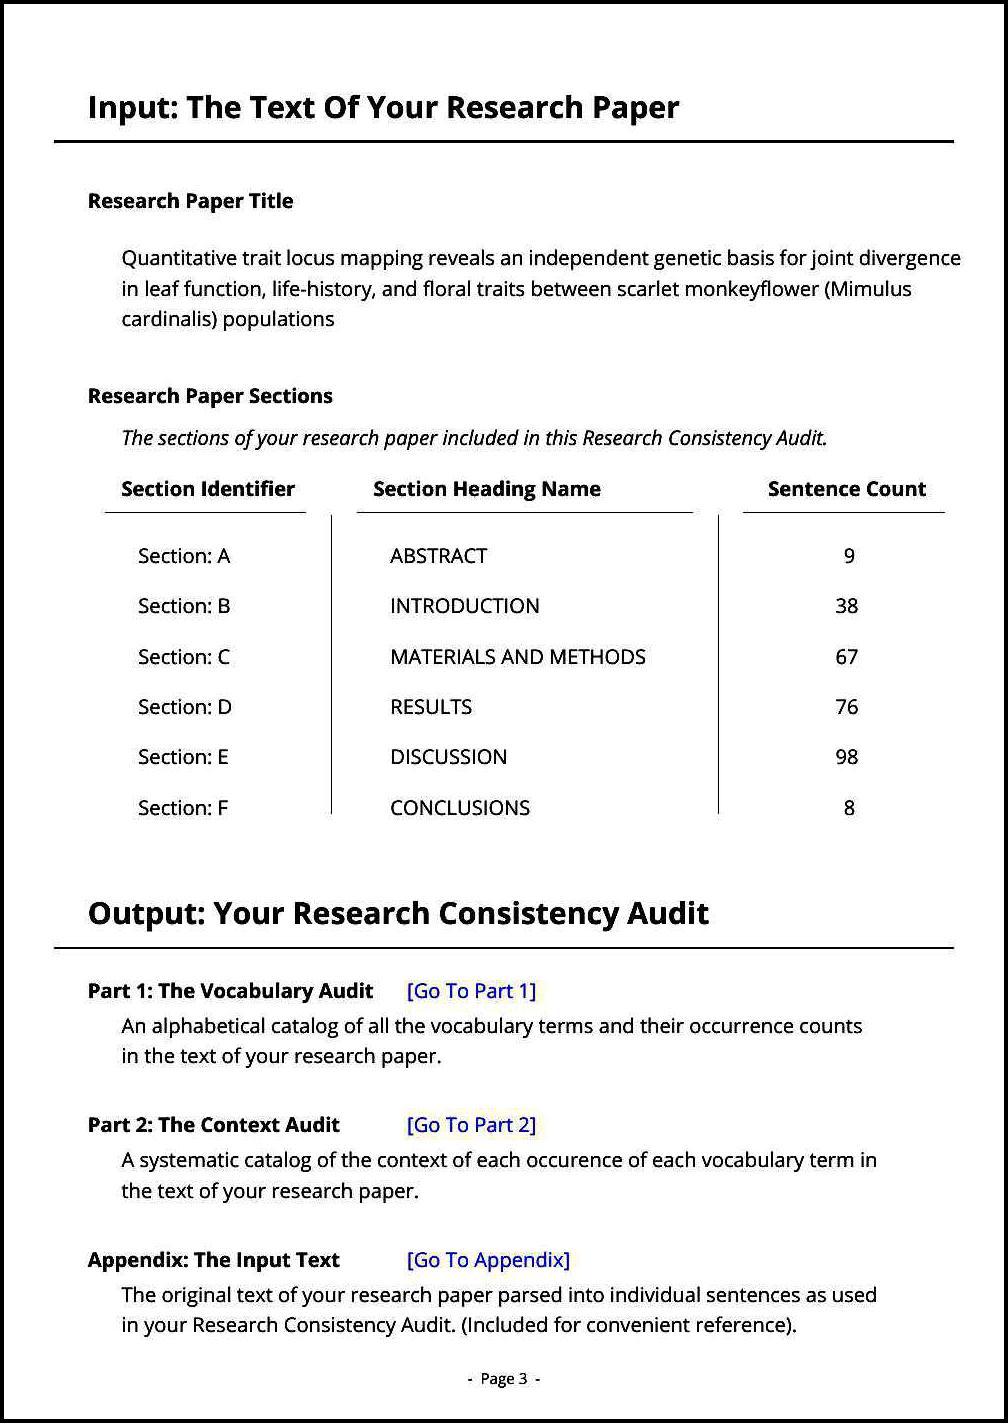 Input: The Text Of Your Research Paper
Research Paper Title
Quantitative trait locus mapping reveals an independent genetic basis for joint divergence
in leaf function, life-history, and floral traits between scarlet monkeyflower (Mimulus
cardinalis) populations
Research Paper Sections
The sections of your research paper included in this Research Consistency Audit.
Section Identifier Section Heading Name Sentence Count
Section: A ABSTRACT 9
Section: B INTRODUCTION 38
Section: C MATERIALS AND METHODS 67
Section: D RESULTS 76
Section: E DISCUSSION 98
Section: F CONCLUSIONS 8
Output: Your Research Consistency Audit
Part 1: The Vocabulary Audit [Go To Part 1]
An alphabetical catalog of all the vocabulary terms and their occurrence counts
in the text of your research paper.
Part 2: The Context Audit [Go To Part 2]
A systematic catalog of the context of each occurence of each vocabulary term in
the text of your research paper.
Appendix: The Input Text [Go To Appendix]
The original text of your research paper parsed into individual sentences as used
in your Research Consistency Audit. (Included for convenient reference).
- Page 3 -